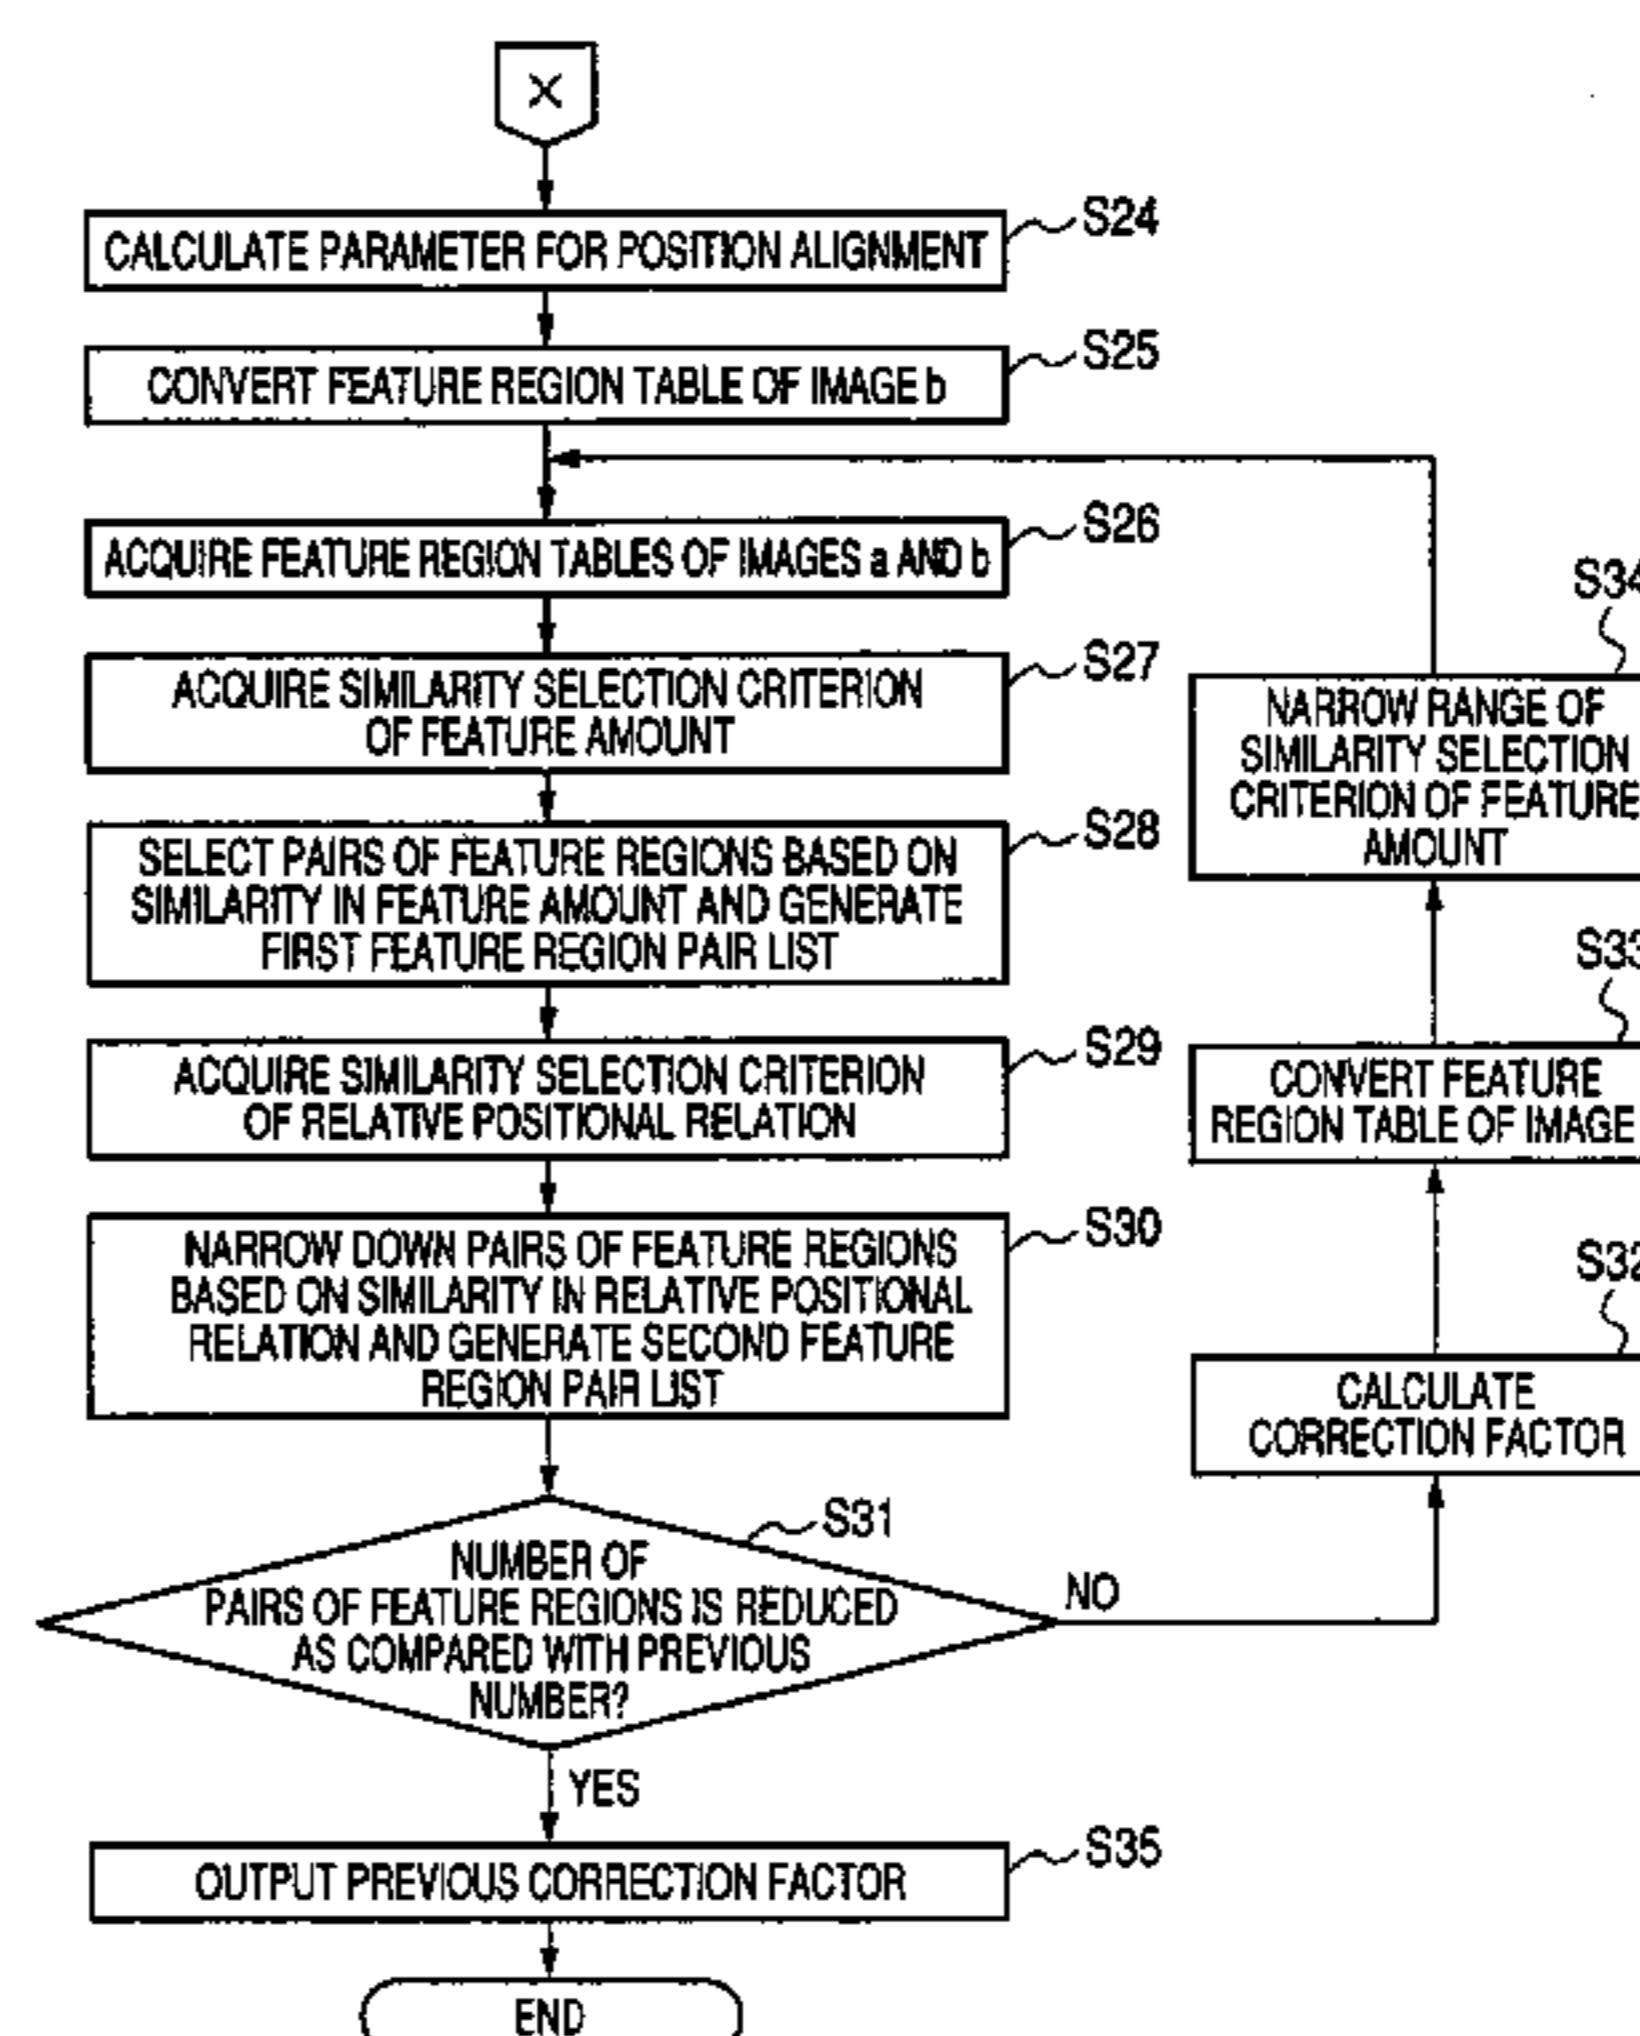 X
CALCULATE PARAMETER FOR POSITION ALIGNMENT
S24
CONVERT FEATURE REGION TABLE OF IMAGE b
S25
ACQUIRE FEATURE REGION TABLES OF IMAGES a AND b
S26
ACQUIRE SIMILARITY SELECTION CRITERION
OF FEATURE AMOUNT
S27
SELECT PAIRS OF FEATURE REGIONS BASED ON
SIMILARITY IN FEATURE AMOUNT AND GENERATE
FIRST FEATURE REGION PAIR LIST
S28
ACQUIRE SIMILARITY SELECTION CRITERION
OF RELATIVE POSITIONAL RELATION
S29
NARROW DOWN PAIRS OF FEATURE REGIONS
BASED ON SIMILARITY IN RELATIVE POSITIONAL
RELATION AND GENERATE SECOND FEATURE
REGION PAIR LIST
S30
NUMBER OF
PAIRS OF FEATURE REGIONS IS REDUCED
AS COMPARED WITH PREVIOUS
NUMBER?
S31
NO
YES
S34
NARROW RANGE OF
SIMILARITY SELECTION
CRITERION OF FEATURE
AMOUNT
S33
CONVERT FEATURE
REGION TABLE OF IMAGE
S32
CALCULATE
CORRECTION FACTOR
OUTPUT PREVIOUS CORRECTION FACTOR
S35
END